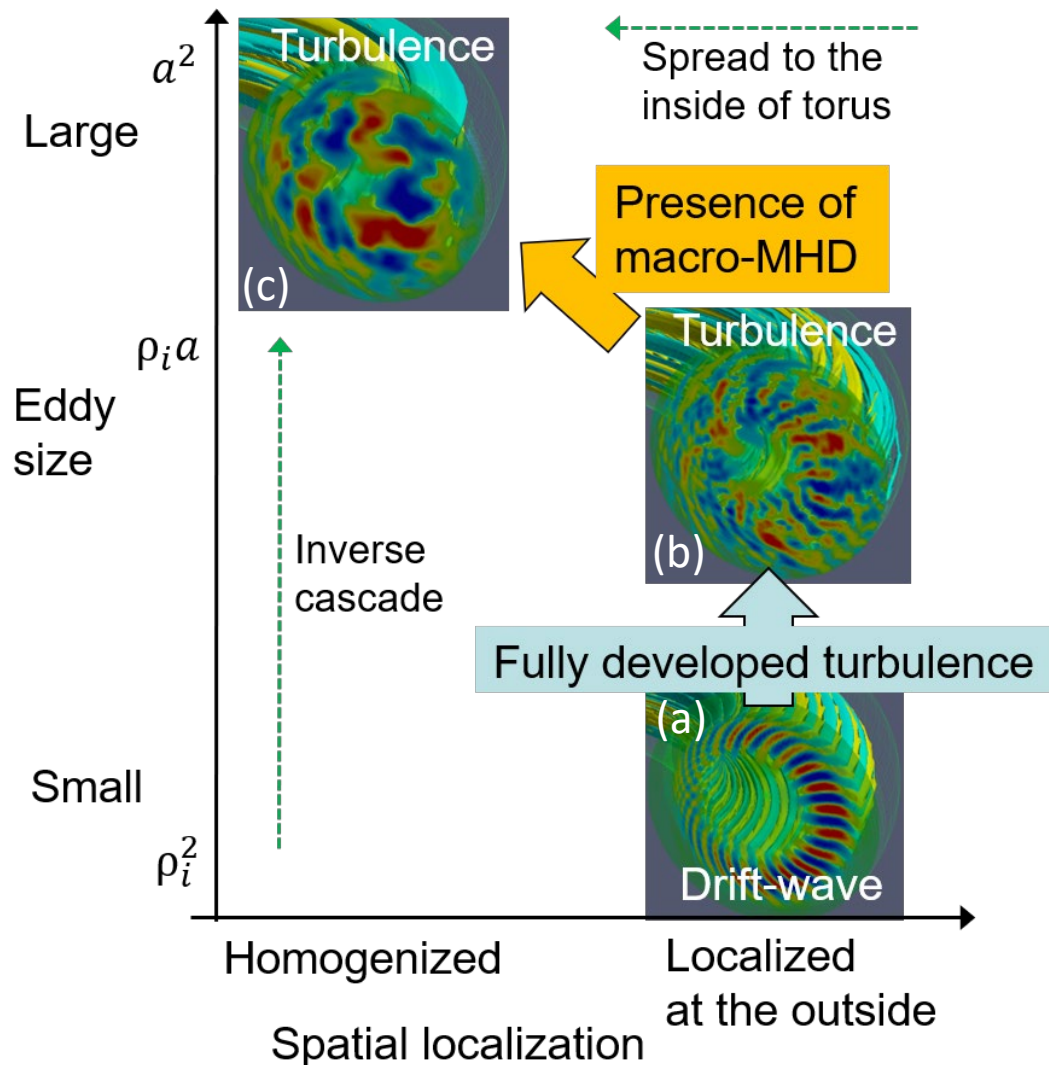 Turbulence
a²
Large
Spread to the
inside of torus
Presence of
macro-MHD
(c)
Turbulence
ρᵢa
Eddy
size
Inverse
cascade
(b)
Fully developed turbulence
(a)
Small
ρᵢ²
Drift-wave
Homogenized
Localized
at the outside
Spatial localization